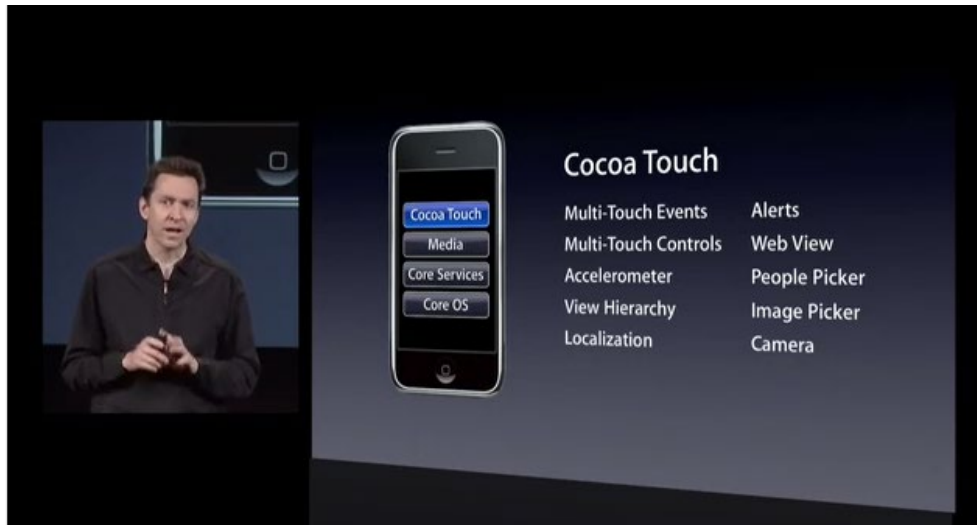 Cocoa Touch
Media
Core Services
Core OS
Cocoa Touch
Multi-Touch Events
Multi-Touch Controls
Accelerometer
View Hierarchy
Localization
Alerts
Web View
People Picker
Image Picker
Camera